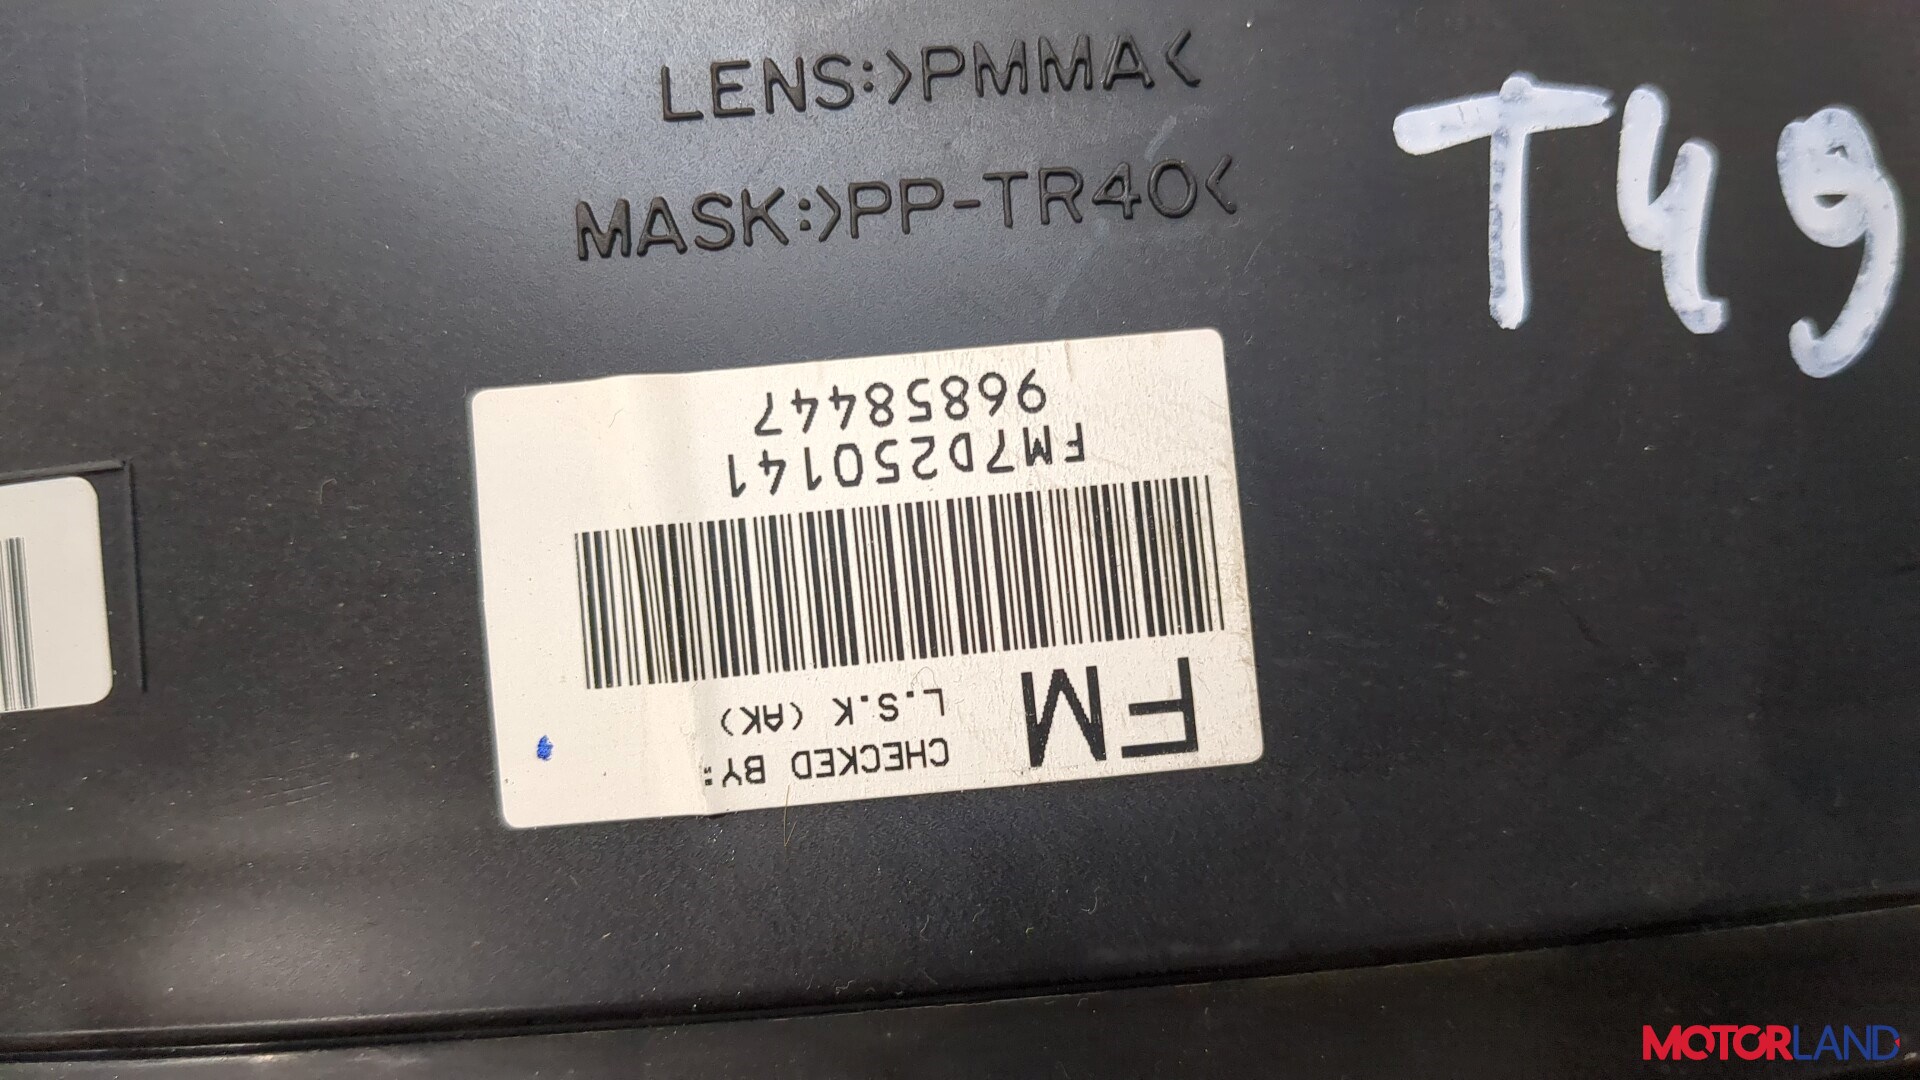 LENS:>PMMA<
MASK:>PP-TR40<
T49
CHECKED BY:
L.S.K (AK)
FM
FM7D250141
96858447
MOTORLAND